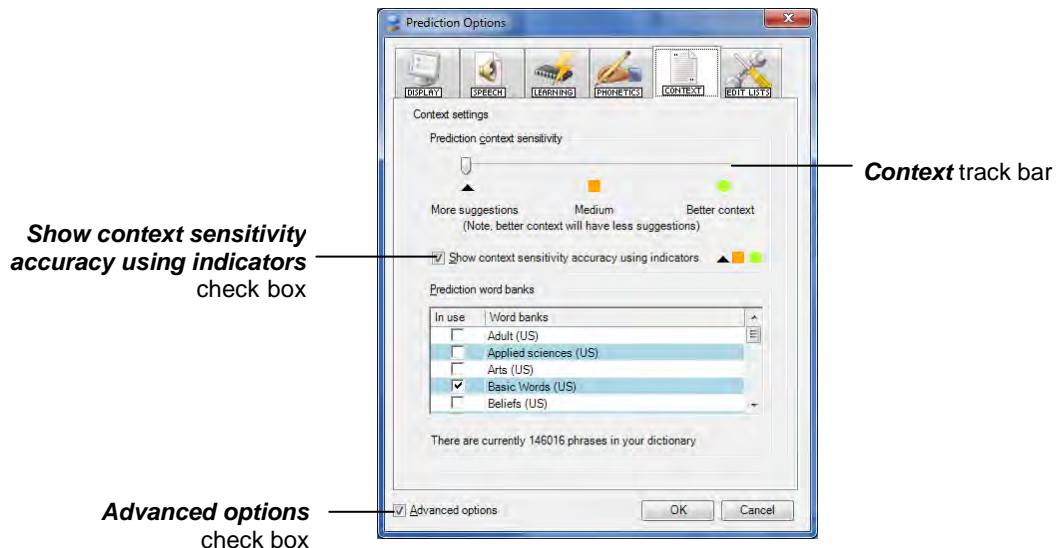 Prediction Options
DISPLAY SPEECH LEARNING PHONETICS CONTEXT EDIT LISTS
Context settings
Prediction context sensitivity
Context track bar
More suggestions Medium Better context
(Note, better context will have less suggestions)
Show context sensitivity
accuracy using indicators
check box
Show context sensitivity accuracy using indicators
Prediction word banks
In use Word banks
Adult (US)
Applied sciences (US)
Arts (US)
Basic Words (US)
Beliefs (US)
There are currently 146016 phrases in your dictionary
Advanced options
check box
Advanced options
OK Cancel